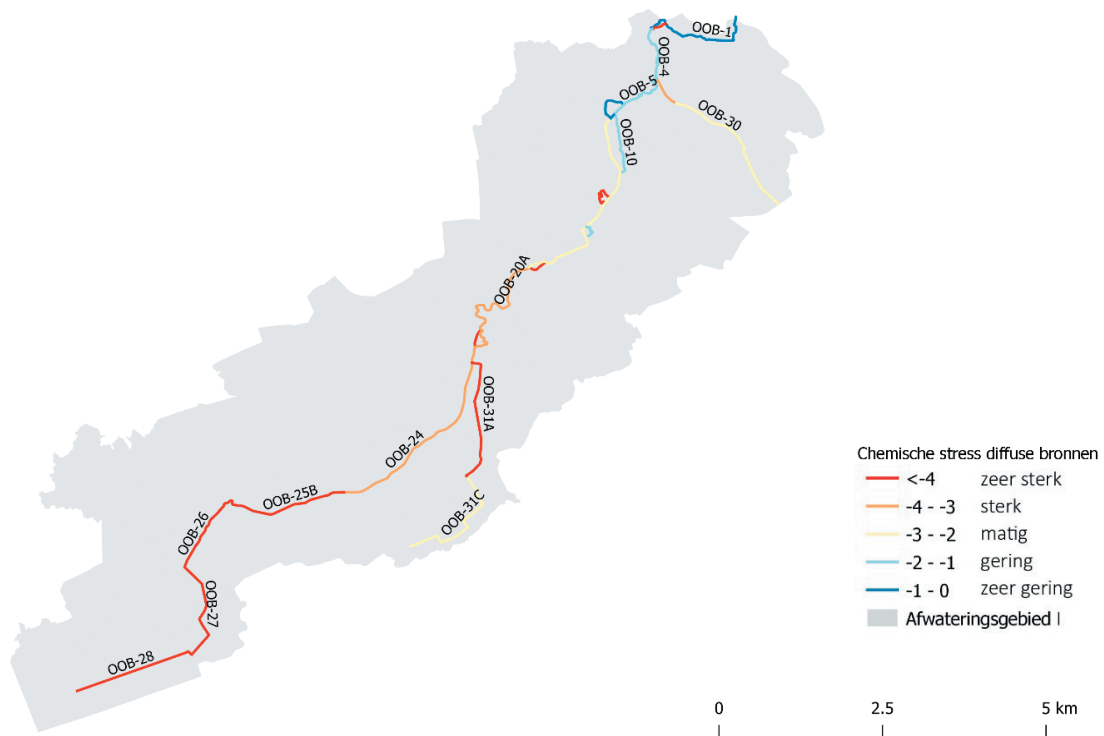 OOB-1
OOB-4
OOB-5
OOB-30
OOB-10
OOB-20A
OOB-31A
OOB-24
OOB-25B
OOB-31C
OOB-26
OOB-27
OOB-28
Chemische stress diffuse bronnen
<-4 zeer sterk
-4 - -3 sterk
-3 - -2 matig
-2 - -1 gering
-1 - 0 zeer gering
Afwateringsgebied |
0 2.5 5 km